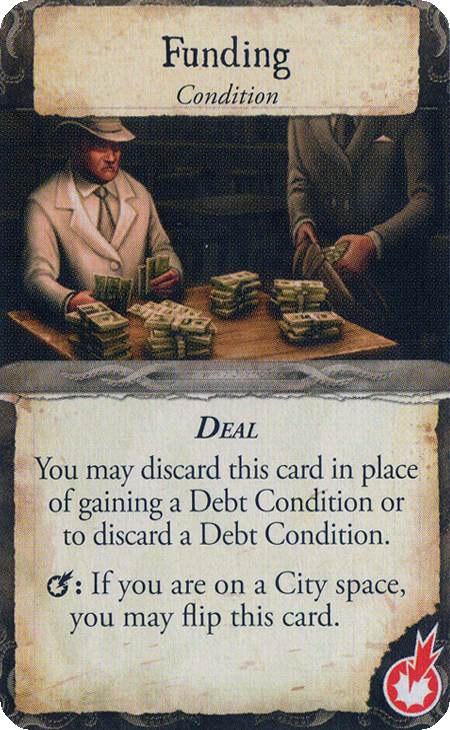 Funding
Condition
DEAL
You may discard this card in place
of gaining a Debt Condition or
to discard a Debt Condition.
: If you are on a City space,
you may flip this card.